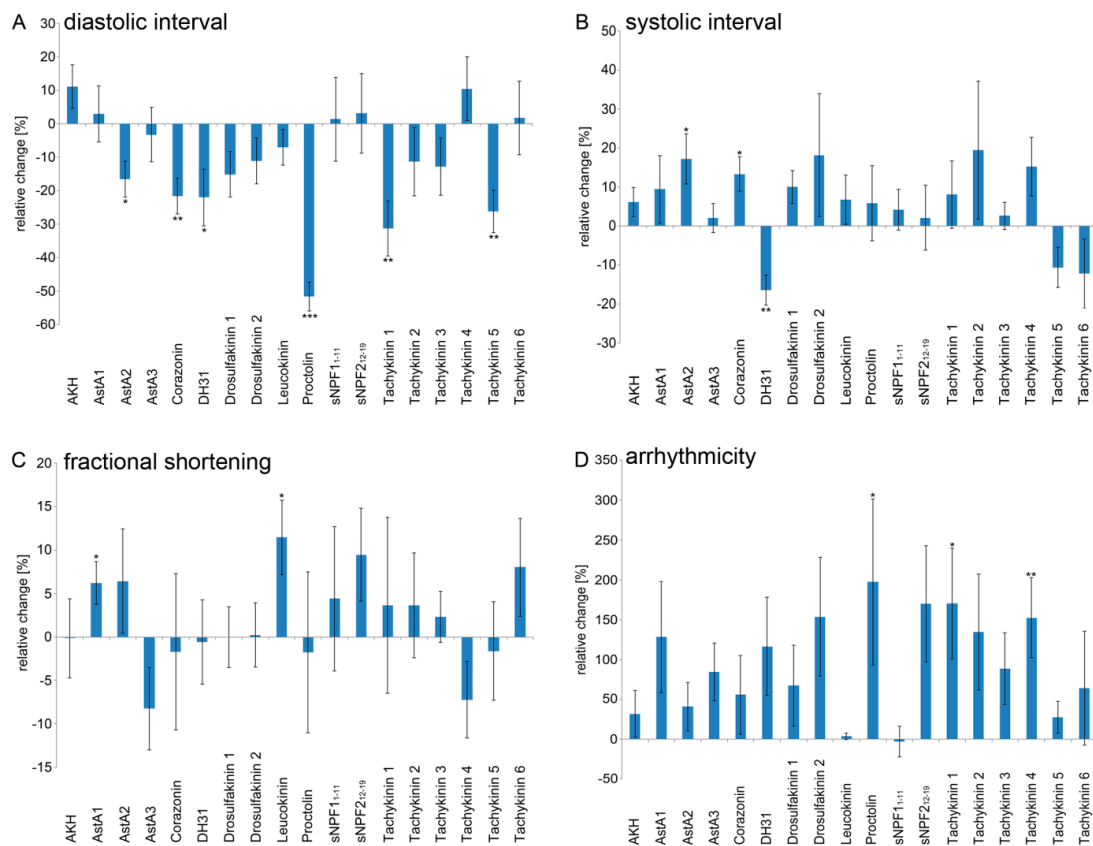 A diastolic interval
relative change [%]
30
20
10
0
-10
-20
-30
-40
-50
-60
*
**
*
***
**
**
AKH
AstA1
AstA2
AstA3
Corazonin
DH31
Drosulfakinin 1
Drosulfakinin 2
Leucokinin
Proctolin
sNPF1₁₋₁₁
sNPF2₁₂₋₁₉
Tachykinin 1
Tachykinin 2
Tachykinin 3
Tachykinin 4
Tachykinin 5
Tachykinin 6
B systolic interval
relative change [%]
50
40
30
20
10
0
-10
-20
-30
*
*
**
AKH
AstA1
AstA2
AstA3
Corazonin
DH31
Drosulfakinin 1
Drosulfakinin 2
Leucokinin
Proctolin
sNPF1₁₋₁₁
sNPF2₁₂₋₁₉
Tachykinin 1
Tachykinin 2
Tachykinin 3
Tachykinin 4
Tachykinin 5
Tachykinin 6
C fractional shortening
relative change [%]
20
15
10
5
0
-5
-10
-15
*
*
AKH
AstA1
AstA2
AstA3
Corazonin
DH31
Drosulfakinin 1
Drosulfakinin 2
Leucokinin
Proctolin
sNPF1₁₋₁₁
sNPF2₁₂₋₁₉
Tachykinin 1
Tachykinin 2
Tachykinin 3
Tachykinin 4
Tachykinin 5
Tachykinin 6
D arrhythmicity
relative change [%]
350
300
250
200
150
100
50
0
-50
*
*
**
AKH
AstA1
AstA2
AstA3
Corazonin
DH31
Drosulfakinin 1
Drosulfakinin 2
Leucokinin
Proctolin
sNPF1₁₋₁₁
sNPF2₁₂₋₁₉
Tachykinin 1
Tachykinin 2
Tachykinin 3
Tachykinin 4
Tachykinin 5
Tachykinin 6